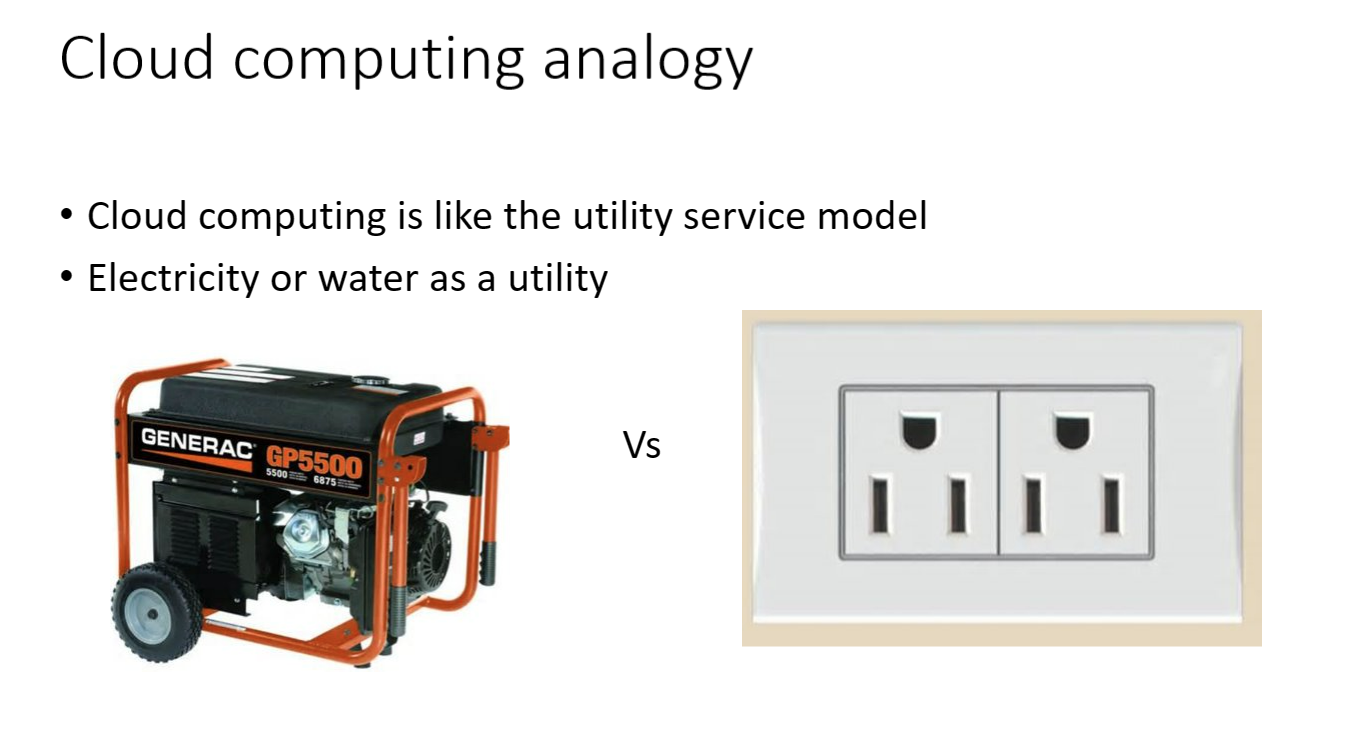 Cloud computing analogy
• Cloud computing is like the utility service model
• Electricity or water as a utility
GENERAC
GP5500
5500 6875
Vs